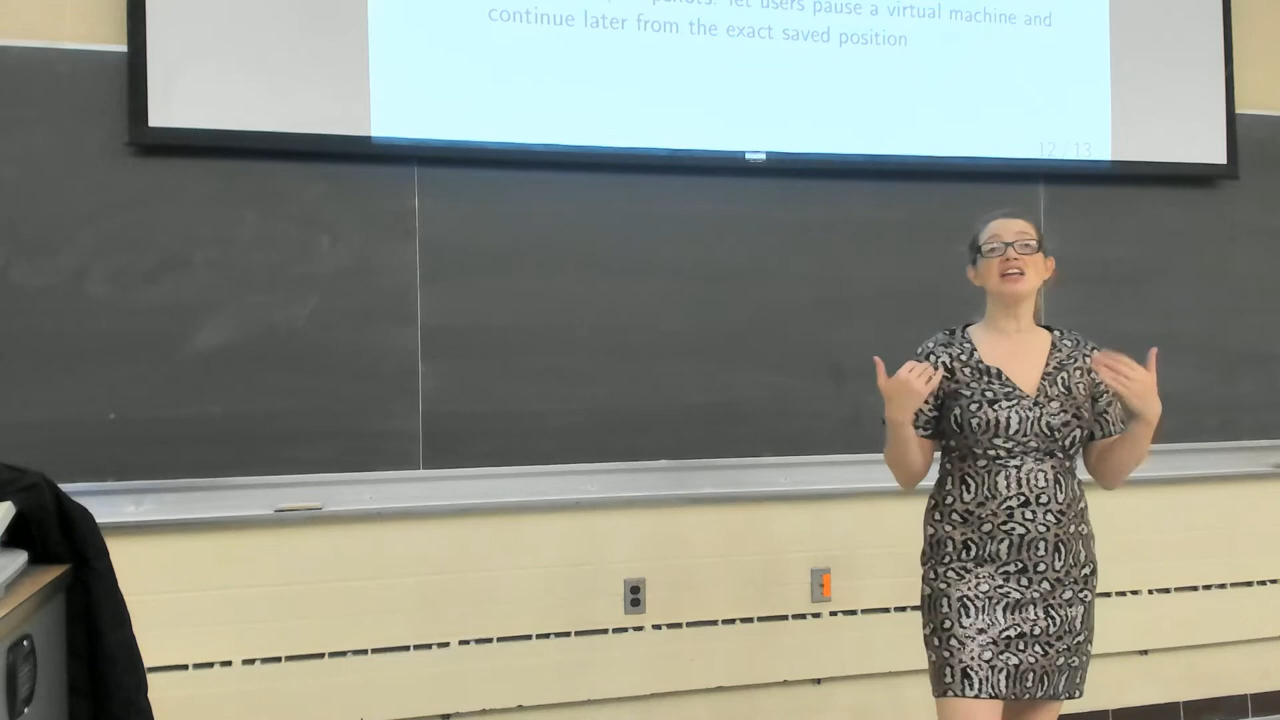 let users pause a virtual machine and
continue later from the exact saved position
12 / 13